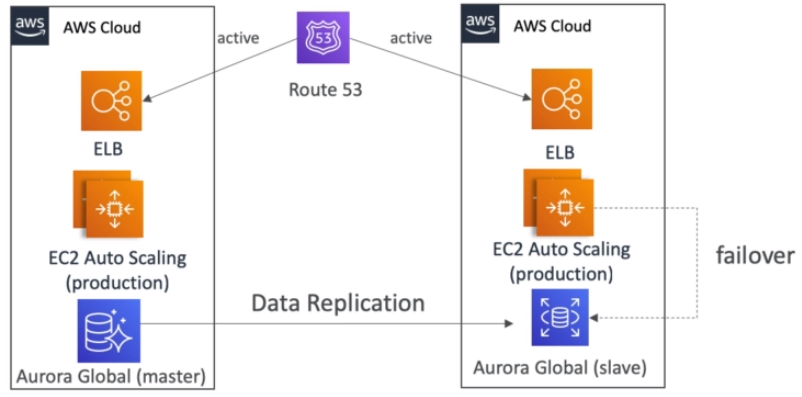 aws
AWS Cloud
active
53
Route 53
active
aws
AWS Cloud
ELB
ELB
EC2 Auto Scaling
(production)
EC2 Auto Scaling
(production)
failover
Data Replication
Aurora Global (master)
Aurora Global (slave)